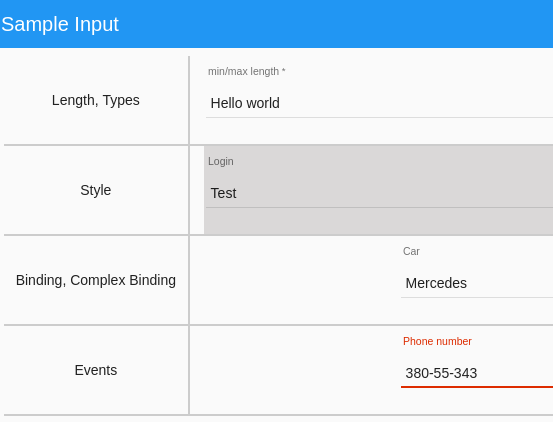 Sample Input
min/max length *
Length, Types
Hello world
Login
Style
Test
Car
Binding, Complex Binding
Mercedes
Phone number
Events
380-55-343